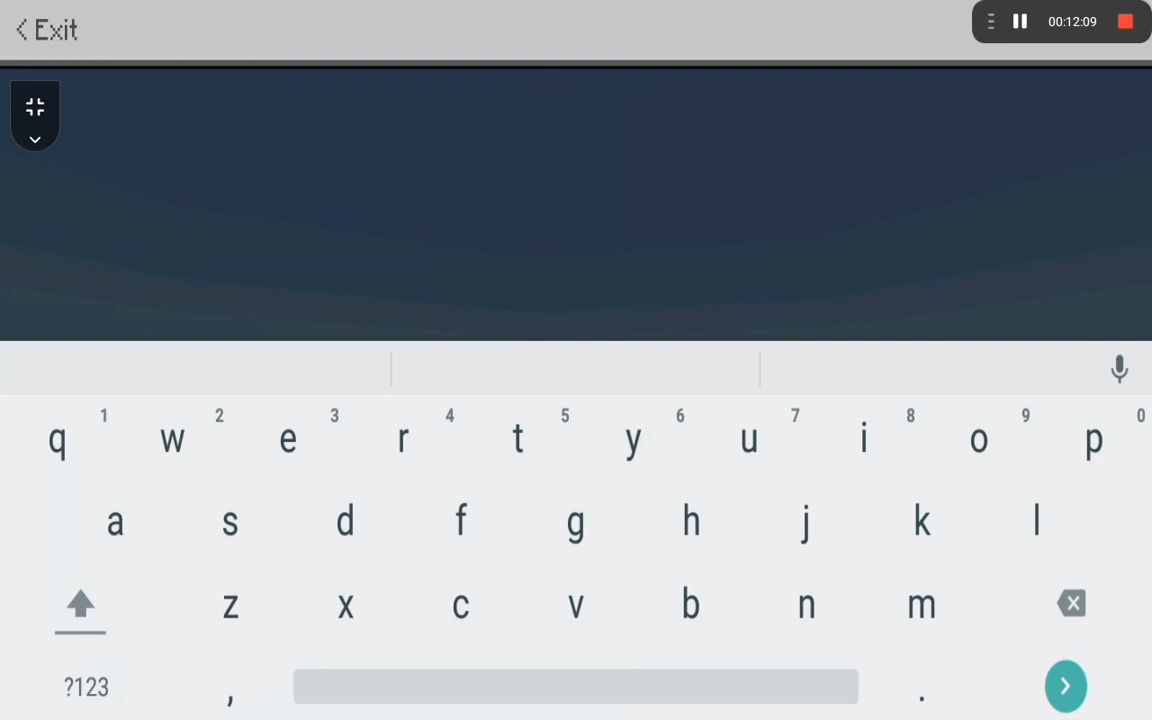 < Exit
00:12:09
1 2 3 4 5 6 7 8 9 0
q w e r t y u i o p
a s d f g h j k l
z x c v b n m
?123 , .